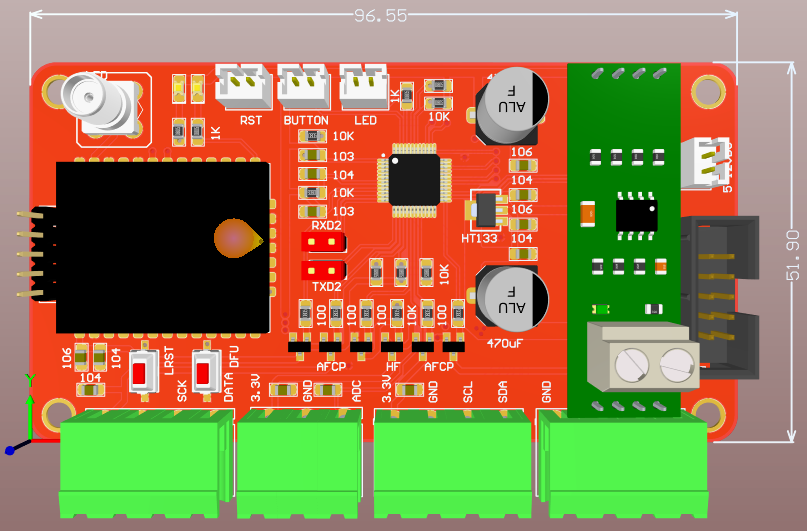 96.55
RST
BUTTON
LED
1K
10K
ALU
F
1K
10K
103
104
10K
103
106
104
106
104
HT133
RXD2
TXD2
10K
51.90
ALU
F
470uF
100
100
100
10K
100
AFCP
HF
AFCP
106
104
104
LRST
DFU
SCK
DATA
3.3V
GND
ADC
3.3V
GND
SCL
SDA
GND
Y